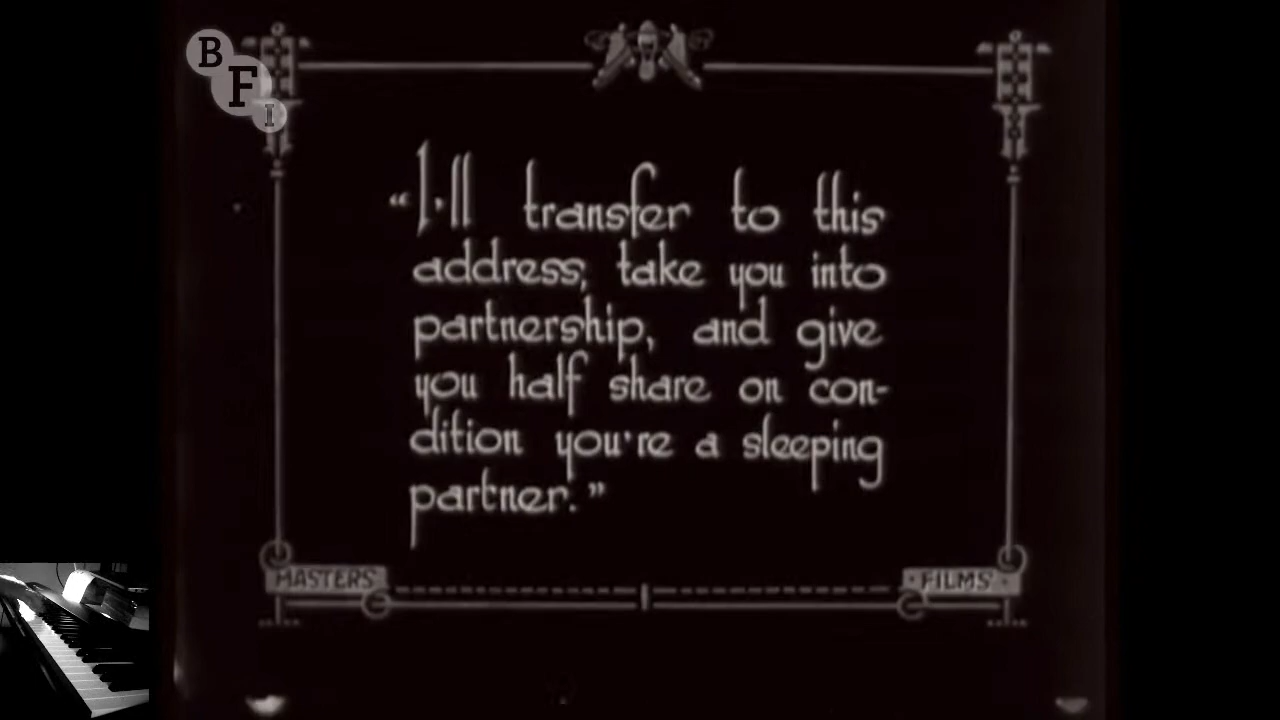 BFI
“I'll transfer to this
address, take you into
partnership, and give
you half share on con-
dition you're a sleeping
partner.”
MASTERS
FILMS